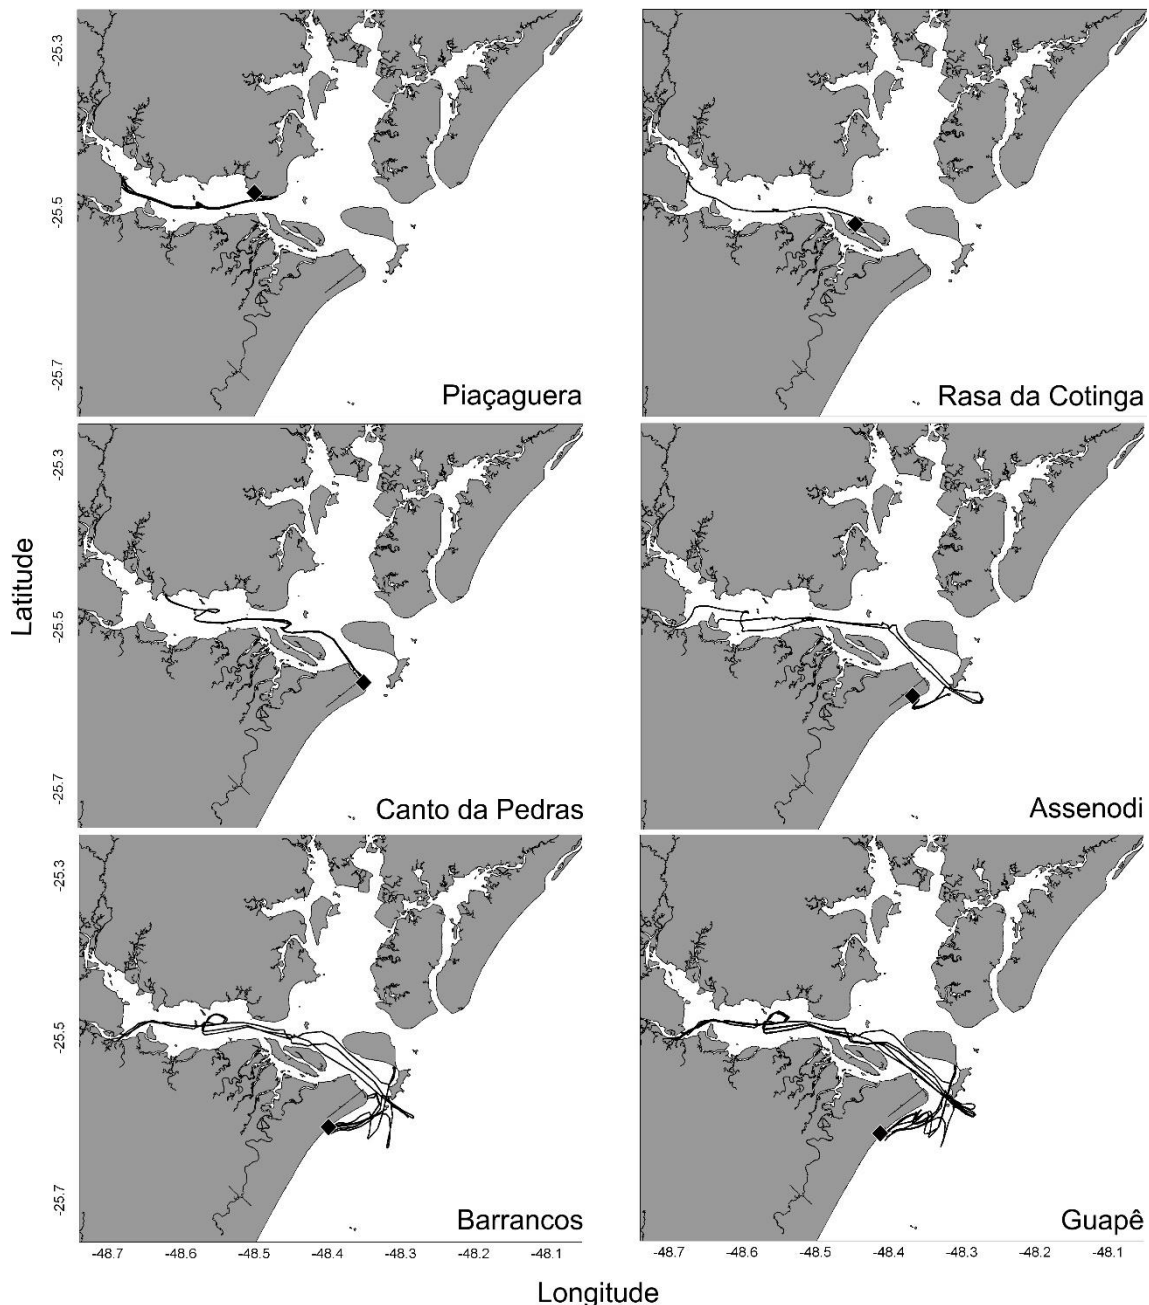 -25.3
-25.5
-25.7
Piaçaguera
Rasa da Cotinga
-25.3
-25.5
-25.7
Canto da Pedras
Assenodi
Latitude
-25.3
-25.5
-25.7
Barrancos
Guapê
-48.7 -48.6 -48.5 -48.4 -48.3 -48.2 -48.1
-48.7 -48.6 -48.5 -48.4 -48.3 -48.2 -48.1
Longitude